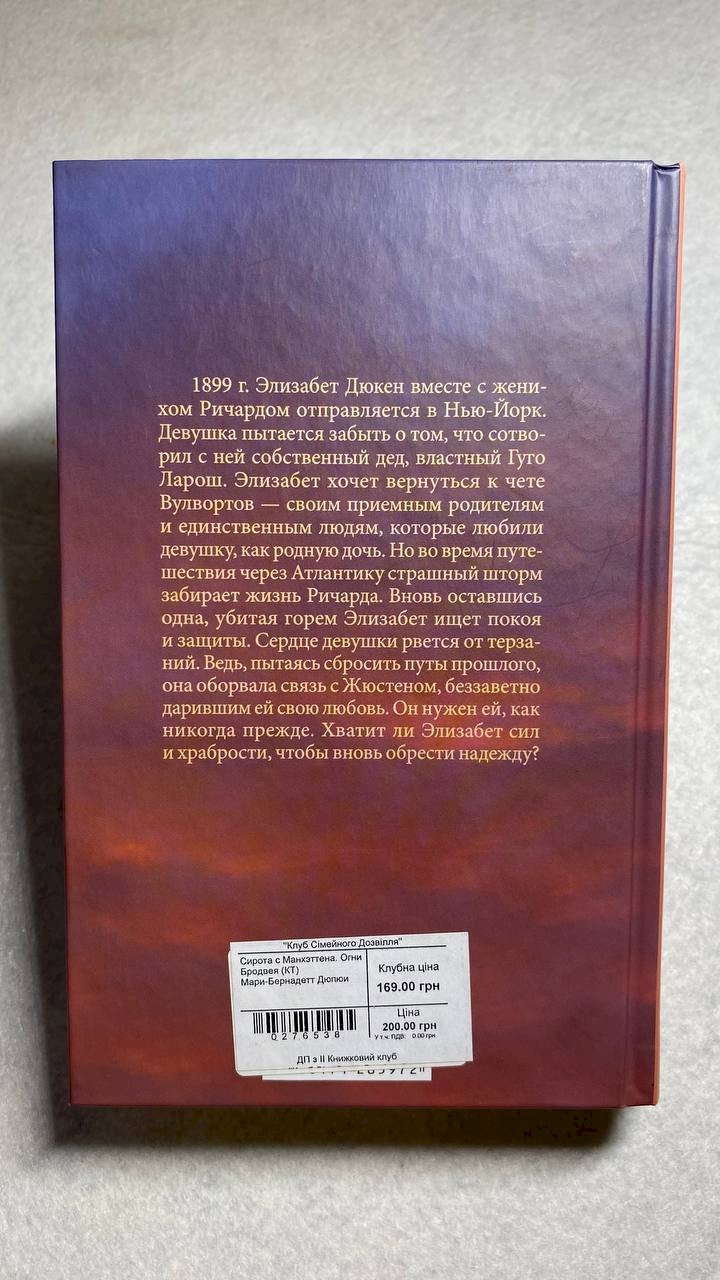 1899 г. Элизабет Дюкен вместе с жени-
хом Ричардом отправляется в Нью-Йорк.
Девушка пытается забыть о том, что сотво-
рил с ней собственный дед, властный Гуго
Ларош. Элизабет хочет вернуться к чете
Вулвортов — своим приемным родителям
и единственным людям, которые любили
девушку, как родную дочь. Но во время путе-
шествия через Атлантику страшный шторм
забирает жизнь Ричарда. Вновь оставшись
одна, убитая горем Элизабет ищет покоя
и защиты. Сердце девушки рвется от терза-
ний. Ведь, пытаясь сбросить путы прошлого,
она оборвала связь с Жюстеном, беззаветно
дарившим ей свою любовь. Он нужен ей, как
никогда прежде. Хватит ли Элизабет сил
и храбрости, чтобы вновь обрести надежду?
"Клуб Сімейного Дозвілля"
Сирота с Манхэттена. Огни
Бродвея (КТ)
Мари-Бернадетт Дюпюи
Клубна ціна
169.00 грн
0276538
Ціна
200.00 грн
У т.ч. ПДВ: 0.00 грн
ДП з ІІ Книжковий клуб